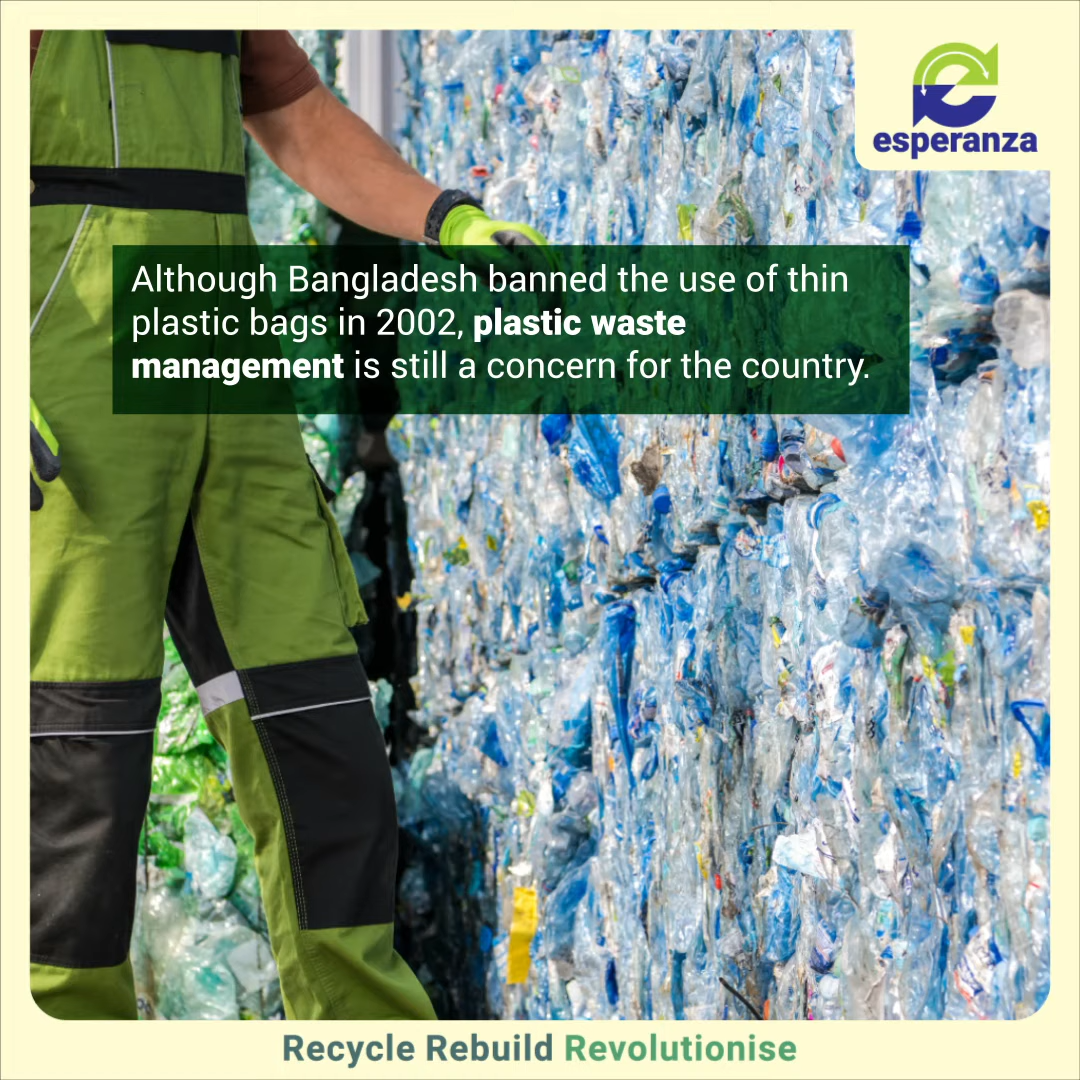 esperanza
Although Bangladesh banned the use of thin
plastic bags in 2002, plastic waste
management is still a concern for the country.
Recycle Rebuild Revolutionise